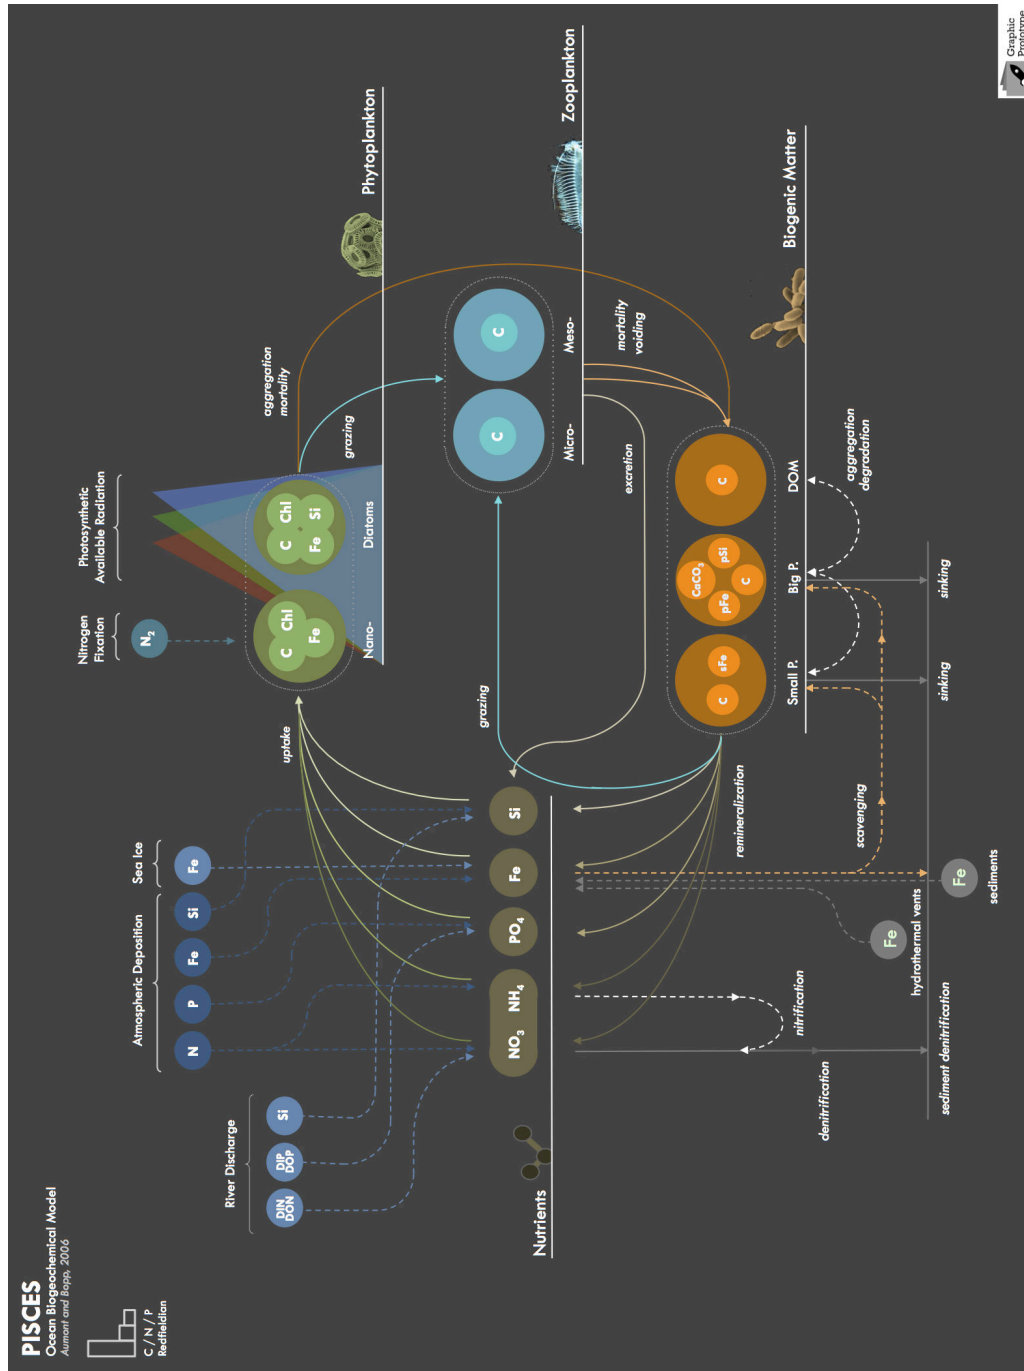 PISCES
Ocean Biogeochemical Model
Aumont and Bopp, 2006
C / N / P
Redfieldian
River Discharge
DIN
DON
DIP
DOP
Si
Atmospheric Deposition
N
P
Fe
Si
Sea Ice
Fe
Nitrogen
Fixation
N2
Photosynthetic
Available Radiation
uptake
C
Chl
Fe
Nano-
C
Chl
Fe
Si
Diatoms
Phytoplankton
aggregation
mortality
grazing
Nutrients
NO3
NH4
PO4
Fe
Si
grazing
C
Micro-
C
Meso-
Zooplankton
excretion
mortality
voiding
remineralization
C
sFe
Small P.
CaCO3
pFe
pSi
C
Big P.
C
DOM
Biogenic Matter
aggregation
degradation
nitrification
denitrification
scavenging
Fe
hydrothermal vents
sediment denitrification
Fe
sediments
sinking
sinking
Graphic
Prototype